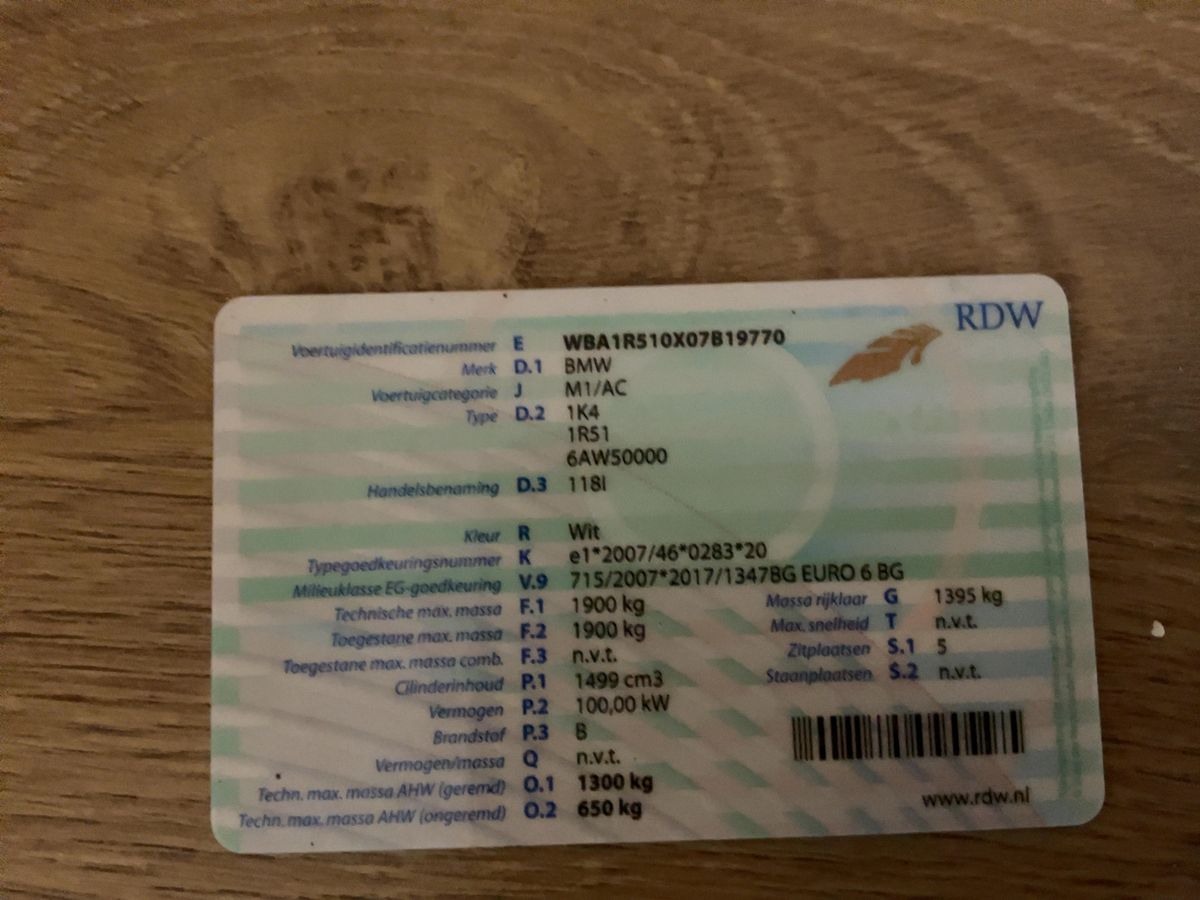 RDW
Voertuigidentificatienummer E WBA1R510X07B19770
Merk D.1 BMW
Voertuigcategorie J M1/AC
Type D.2 1K4
1R51
6AW50000
Handelsbenaming D.3 118I
Kleur R Wit
Typegoedkeuringsnummer K e1*2007/46*0283*20
Milieuklasse EG-goedkeuring V.9 715/2007*2017/1347BG EURO 6 BG
Technische max. massa F.1 1900 kg Massa rijklaar G 1395 kg
Toegestane max. massa F.2 1900 kg Max. snelheid T n.v.t.
Toegestane max. massa comb. F.3 n.v.t. Zitplaatsen S.1 5
Cilinderinhoud P.1 1499 cm3 Staanplaatsen S.2 n.v.t.
Vermogen P.2 100,00 kW
Brandstof P.3 B
Vermogen/massa Q n.v.t.
Techn. max. massa AHW (geremd) O.1 1300 kg
Techn. max. massa AHW (ongeremd) O.2 650 kg
www.rdw.nl